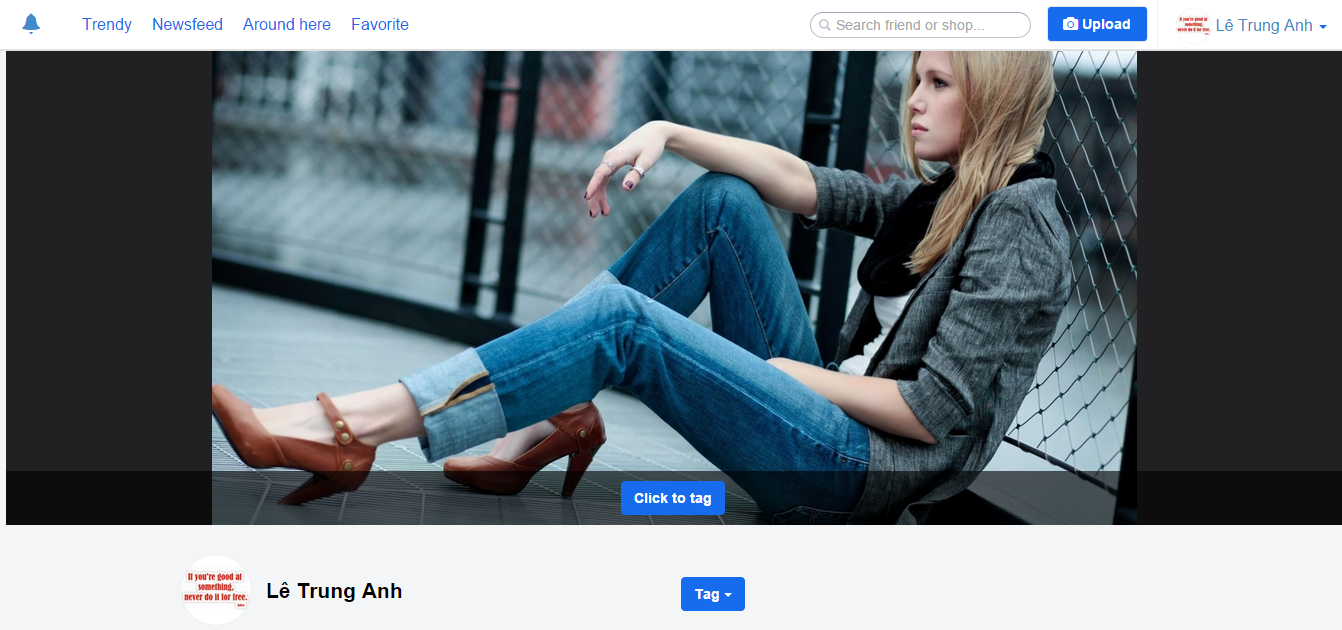 Trendy Newsfeed Around here Favorite Search friend or shop... Upload Lê Trung Anh
Click to tag
If you're good at
something,
never do it for free.
Lê Trung Anh
Tag